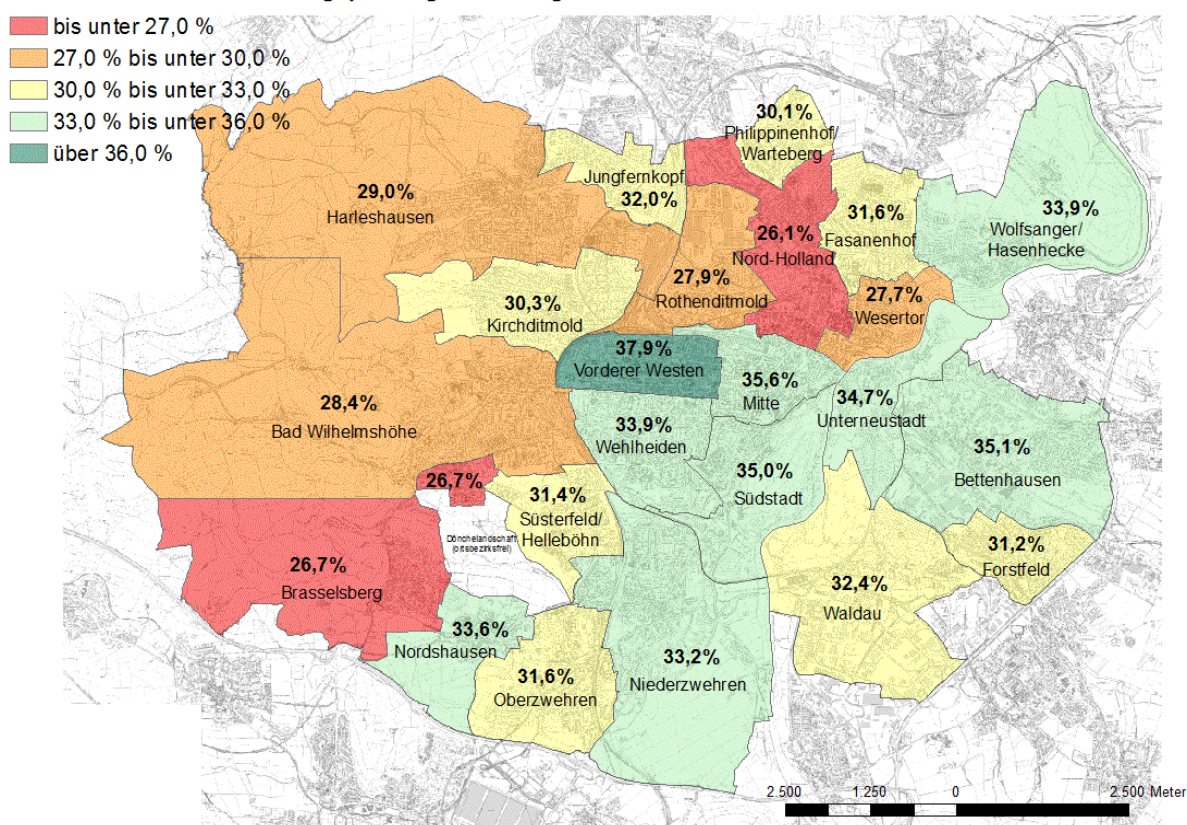 bis unter 27,0 %
27,0 % bis unter 30,0 %
30,0 % bis unter 33,0 %
33,0 % bis unter 36,0 %
über 36,0 %
30,1%
Philippinenhof/
Warteberg
Jungfernkopf
32,0%
29,0%
Harleshausen
26,1%
Nord-Holland
31,6%
Fasanenhof
33,9%
Wolfsanger/
Hasenhecke
27,9%
Rothenditmold
27,7%
Wesertor
30,3%
Kirchditmold
37,9%
Vorderer Westen
35,6%
Mitte
34,7%
Unterneustadt
28,4%
Bad Wilhelmshöhe
33,9%
Wehlheiden
35,0%
Südstadt
35,1%
Bettenhausen
26,7%
31,4%
Süsterfeld/
Helleböhn
Dönchelandschaft
(ortsbezirksfrei)
31,2%
Forstfeld
26,7%
Brasselsberg
32,4%
Waldau
33,6%
Nordshausen
31,6%
Oberzwehren
33,2%
Niederzwehren
2.500 1.250 0 2.500 Meter